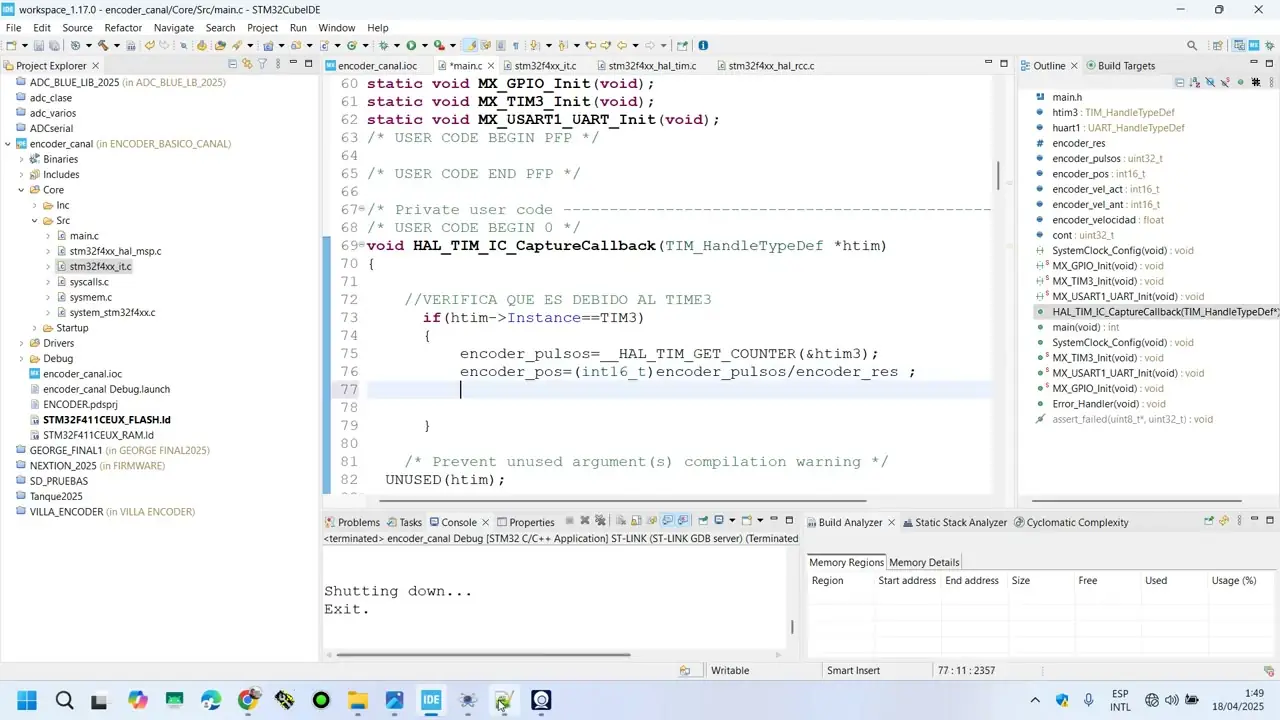 workspace_1.17.0 - encoder_canal/Core/Src/main.c - STM32CubeIDE
File Edit Source Refactor Navigate Search Project Run Window Help
Project Explorer
ADC_BLUE_LIB_2025 (in ADC_BLUE_LB_2025)
adc_clase
adc_varios
ADCserial
encoder_canal (in ENCODER_BASICO_CANAL)
Binaries
Includes
Core
Inc
Src
main.c
stm32f4xx_hal_msp.c
stm32f4xx_it.c
syscalls.c
sysmem.c
system_stm32f4xx.c
Startup
Drivers
Debug
encoder_canal.ioc
encoder_canal Debug.launch
ENCODER.pdsprj
STM32F411CEUX_FLASH.ld
STM32F411CEUX_RAM.ld
GEORGE_FINAL1 (in GEORGE FINAL2025)
NEXTION_2025 (in FIRMWARE)
SD_PRUEBAS
Tanque2025
VILLA_ENCODER (in VILLA ENCODER)
encoder_canal.ioc *main.c stm32f4xx_it.c stm32f4xx_hal_tim.c stm32f4xx_hal_rcc.c
60 static void MX_GPIO_Init(void);
61 static void MX_TIM3_Init(void);
62 static void MX_USART1_UART_Init(void);
63 /* USER CODE BEGIN PFP */
64
65 /* USER CODE END PFP */
66
67 /* Private user code ----------------------------------------------
68 /* USER CODE BEGIN 0 */
69 void HAL_TIM_IC_CaptureCallback(TIM_HandleTypeDef *htim)
70 {
71
72 //VERIFICA QUE ES DEBIDO AL TIME3
73 if(htim->Instance==TIM3)
74 {
75 encoder_pulsos=__HAL_TIM_GET_COUNTER(&htim3);
76 encoder_pos=(int16_t)encoder_pulsos/encoder_res ;
77
78
79 }
80
81 /* Prevent unused argument(s) compilation warning */
82 UNUSED(htim);
Outline Build Targets
main.h
htim3 : TIM_HandleTypeDef
huart1 : UART_HandleTypeDef
encoder_res
encoder_pulsos : uint32_t
encoder_pos : int16_t
encoder_vel_act : int16_t
encoder_vel_ant : int16_t
encoder_velocidad : float
cont : uint32_t
SystemClock_Config(void) : void
MX_GPIO_Init(void) : void
MX_TIM3_Init(void) : void
MX_USART1_UART_Init(void) : void
HAL_TIM_IC_CaptureCallback(TIM_HandleTypeDef*)
main(void) : int
SystemClock_Config(void) : void
MX_TIM3_Init(void) : void
MX_USART1_UART_Init(void) : void
MX_GPIO_Init(void) : void
Error_Handler(void) : void
assert_failed(uint8_t*, uint32_t) : void
Problems Tasks Console Properties
<terminated> encoder_canal Debug [STM32 C/C++ Application] ST-LINK (ST-LINK GDB server) (Terminated
Shutting down...
Exit.
Build Analyzer Static Stack Analyzer Cyclomatic Complexity
Memory Regions Memory Details
Region Start address End address Size Free Used Usage (%)
Writable Smart Insert 77 : 11 : 2357
IDE
ESP
INTL
1:49
18/04/2025